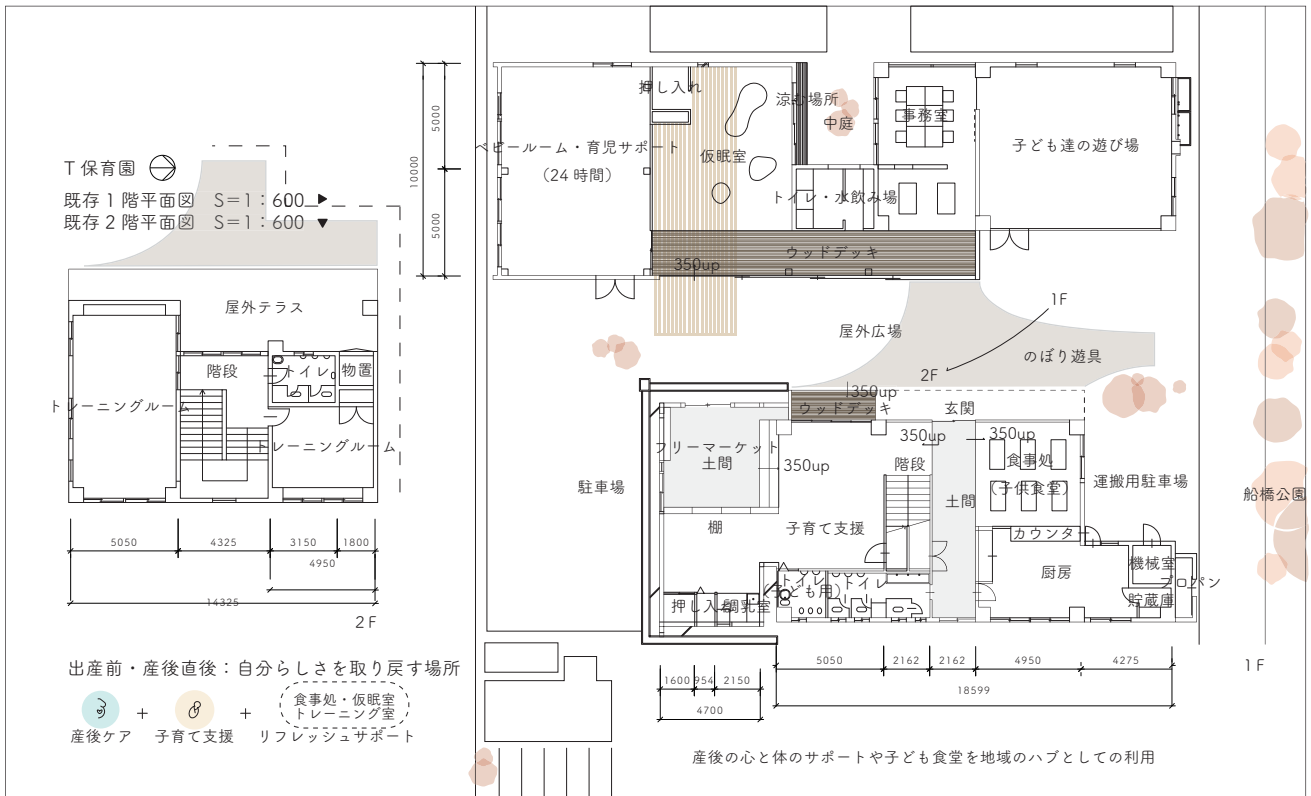 T保育園
既存1階平面図 S=1：600 ▶
既存2階平面図 S=1：600 ▼
屋外テラス
階段
トイレ
物置
トレーニングルーム
トレーニングルーム
5050
4325
3150
1800
4950
14325
2F
出産前・産後直後：自分らしさを取り戻す場所
産後ケア
+
子育て支援
+
食事処・仮眠室
トレーニング室
リフレッシュサポート
10000
5000
5000
押し入れ
涼む場所
中庭
事務室
子ども達の遊び場
ベビールーム・育児サポート
（24時間）
仮眠室
トイレ・水飲み場
ウッドデッキ
350up
屋外広場
1F
のぼり遊具
2F
350up
ウッドデッキ
玄関
フリーマーケット
土間
350up
階段
350up
350up
食事処
（子供食堂）
運搬用駐車場
船橋公園
駐車場
棚
子育て支援
土間
カウンタ
厨房
機械室
プロパン
貯蔵庫
トイレ
（子ども用）
トイレ
押し入れ
調乳室
1600
954
2150
4700
5050
2162
2162
4950
4275
18599
1F
産後の心と体のサポートや子ども食堂を地域のハブとしての利用